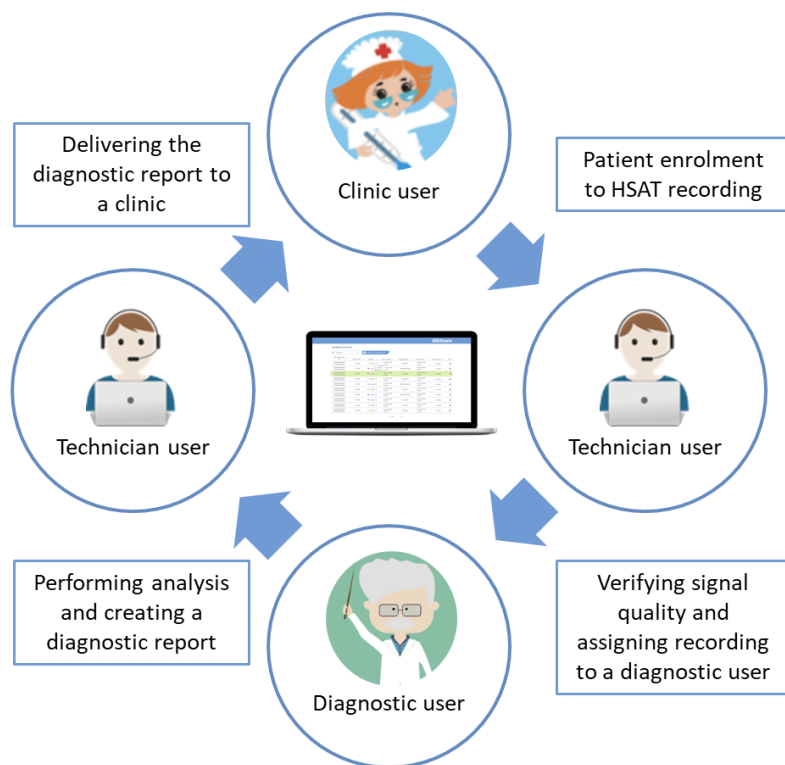 Clinic user
Patient enrolment
to HSAT recording
Technician user
Verifying signal
quality and
assigning recording
to a diagnostic user
Diagnostic user
Performing analysis
and creating a
diagnostic report
Technician user
Delivering the
diagnostic report to
a clinic
Bittium